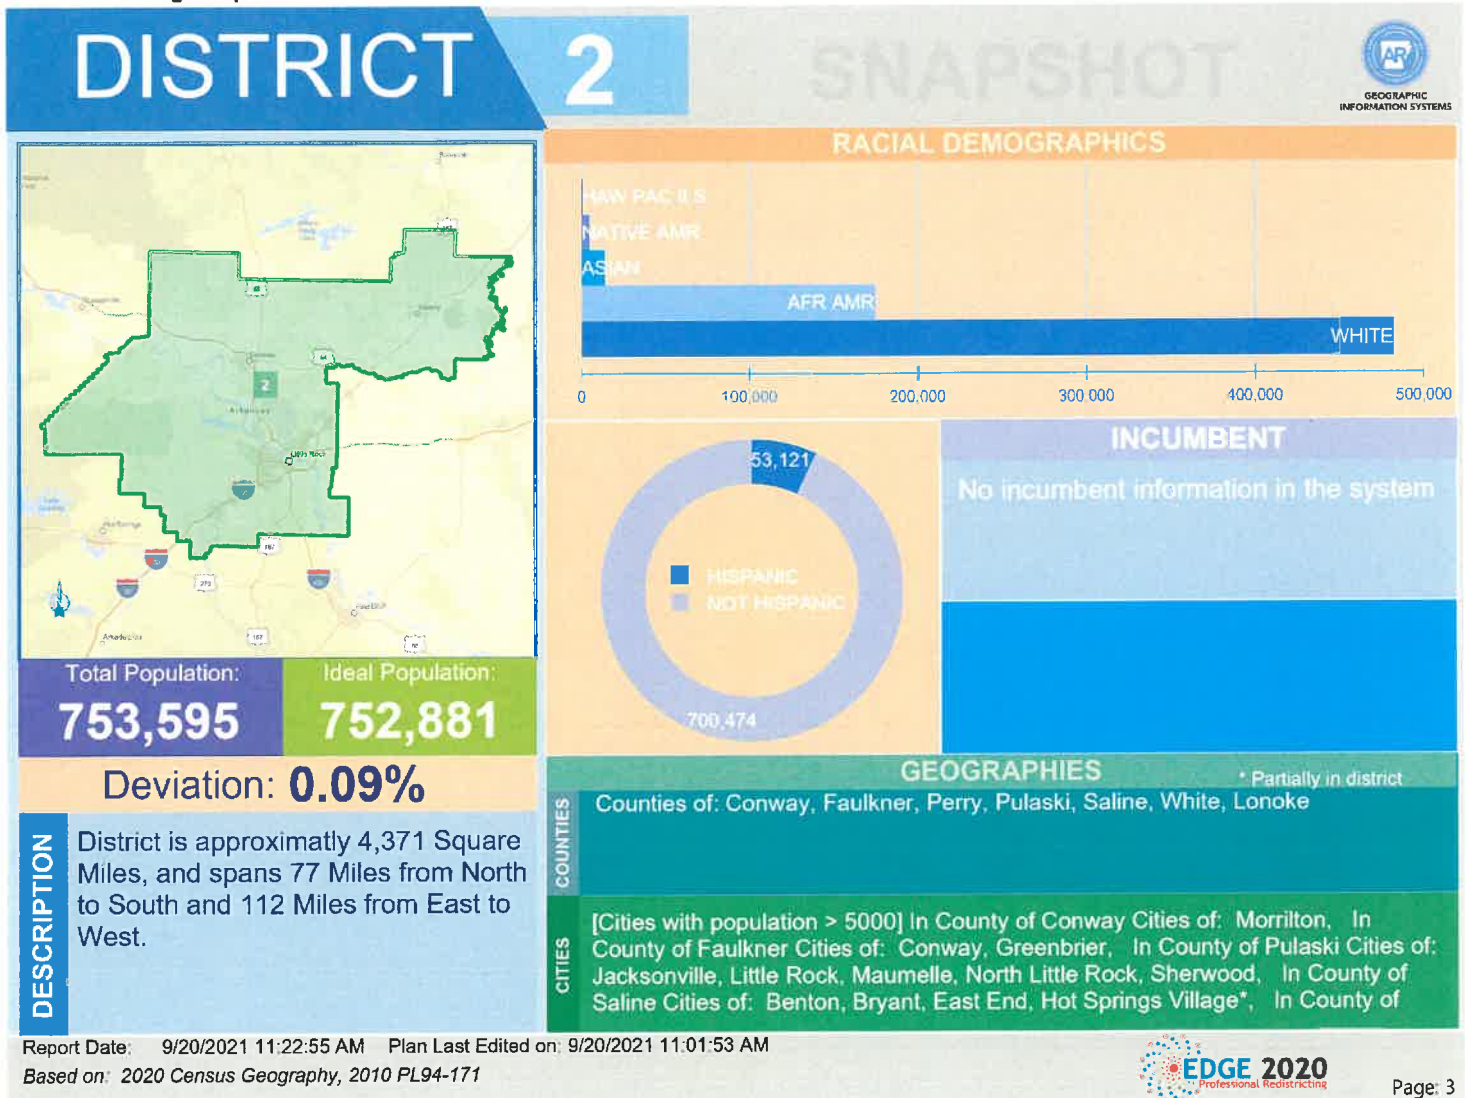 DISTRICT 2
SNAPSHOT
AR
GEOGRAPHIC
INFORMATION SYSTEMS
RACIAL DEMOGRAPHICS
HAW PAC ILS
NATIVE AMR
ASIAN
AFR AMR
WHITE
0 100,000 200,000 300,000 400,000 500,000
2
Arkansas
Little Rock
167
Arkadelphia
Total Population:
753,595
Ideal Population:
752,881
Deviation: 0.09%
DESCRIPTION
District is approximatly 4,371 Square
Miles, and spans 77 Miles from North
to South and 112 Miles from East to
West.
53,121
HISPANIC
NOT HISPANIC
700,474
INCUMBENT
No incumbent information in the system
GEOGRAPHIES
* Partially in district
COUNTIES
Counties of: Conway, Faulkner, Perry, Pulaski, Saline, White, Lonoke
CITIES
[Cities with population > 5000] In County of Conway Cities of: Morrilton, In
County of Faulkner Cities of: Conway, Greenbrier, In County of Pulaski Cities of:
Jacksonville, Little Rock, Maumelle, North Little Rock, Sherwood, In County of
Saline Cities of: Benton, Bryant, East End, Hot Springs Village*, In County of
Report Date: 9/20/2021 11:22:55 AM Plan Last Edited on: 9/20/2021 11:01:53 AM
Based on: 2020 Census Geography, 2010 PL94-171
EDGE 2020
Professional Redistricting
Page: 3